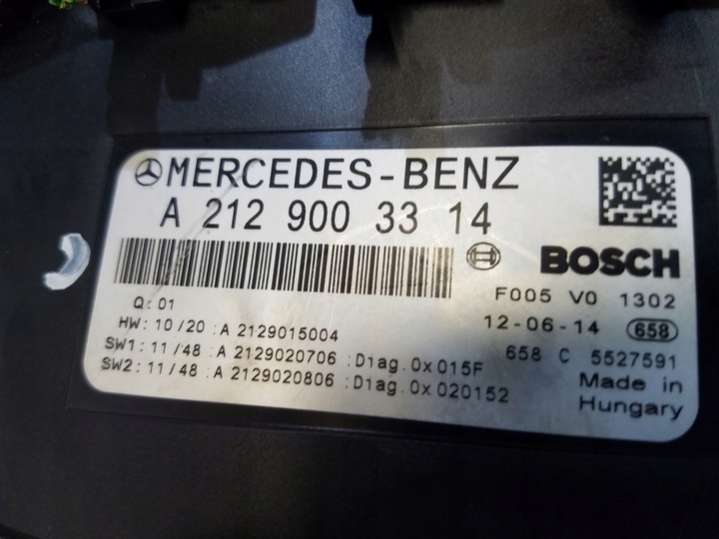 MERCEDES-BENZ
A 212 900 33 14
BOSCH
F005 V0 1302
Q: 01
12-06-14 658
HW: 10/20 : A 2129015004
658 C 5527591
SW1: 11/48 : A 2129020706 :Diag.0x015F
Made in
SW2: 11/48 : A 2129020806 :Diag.0x020152
Hungary